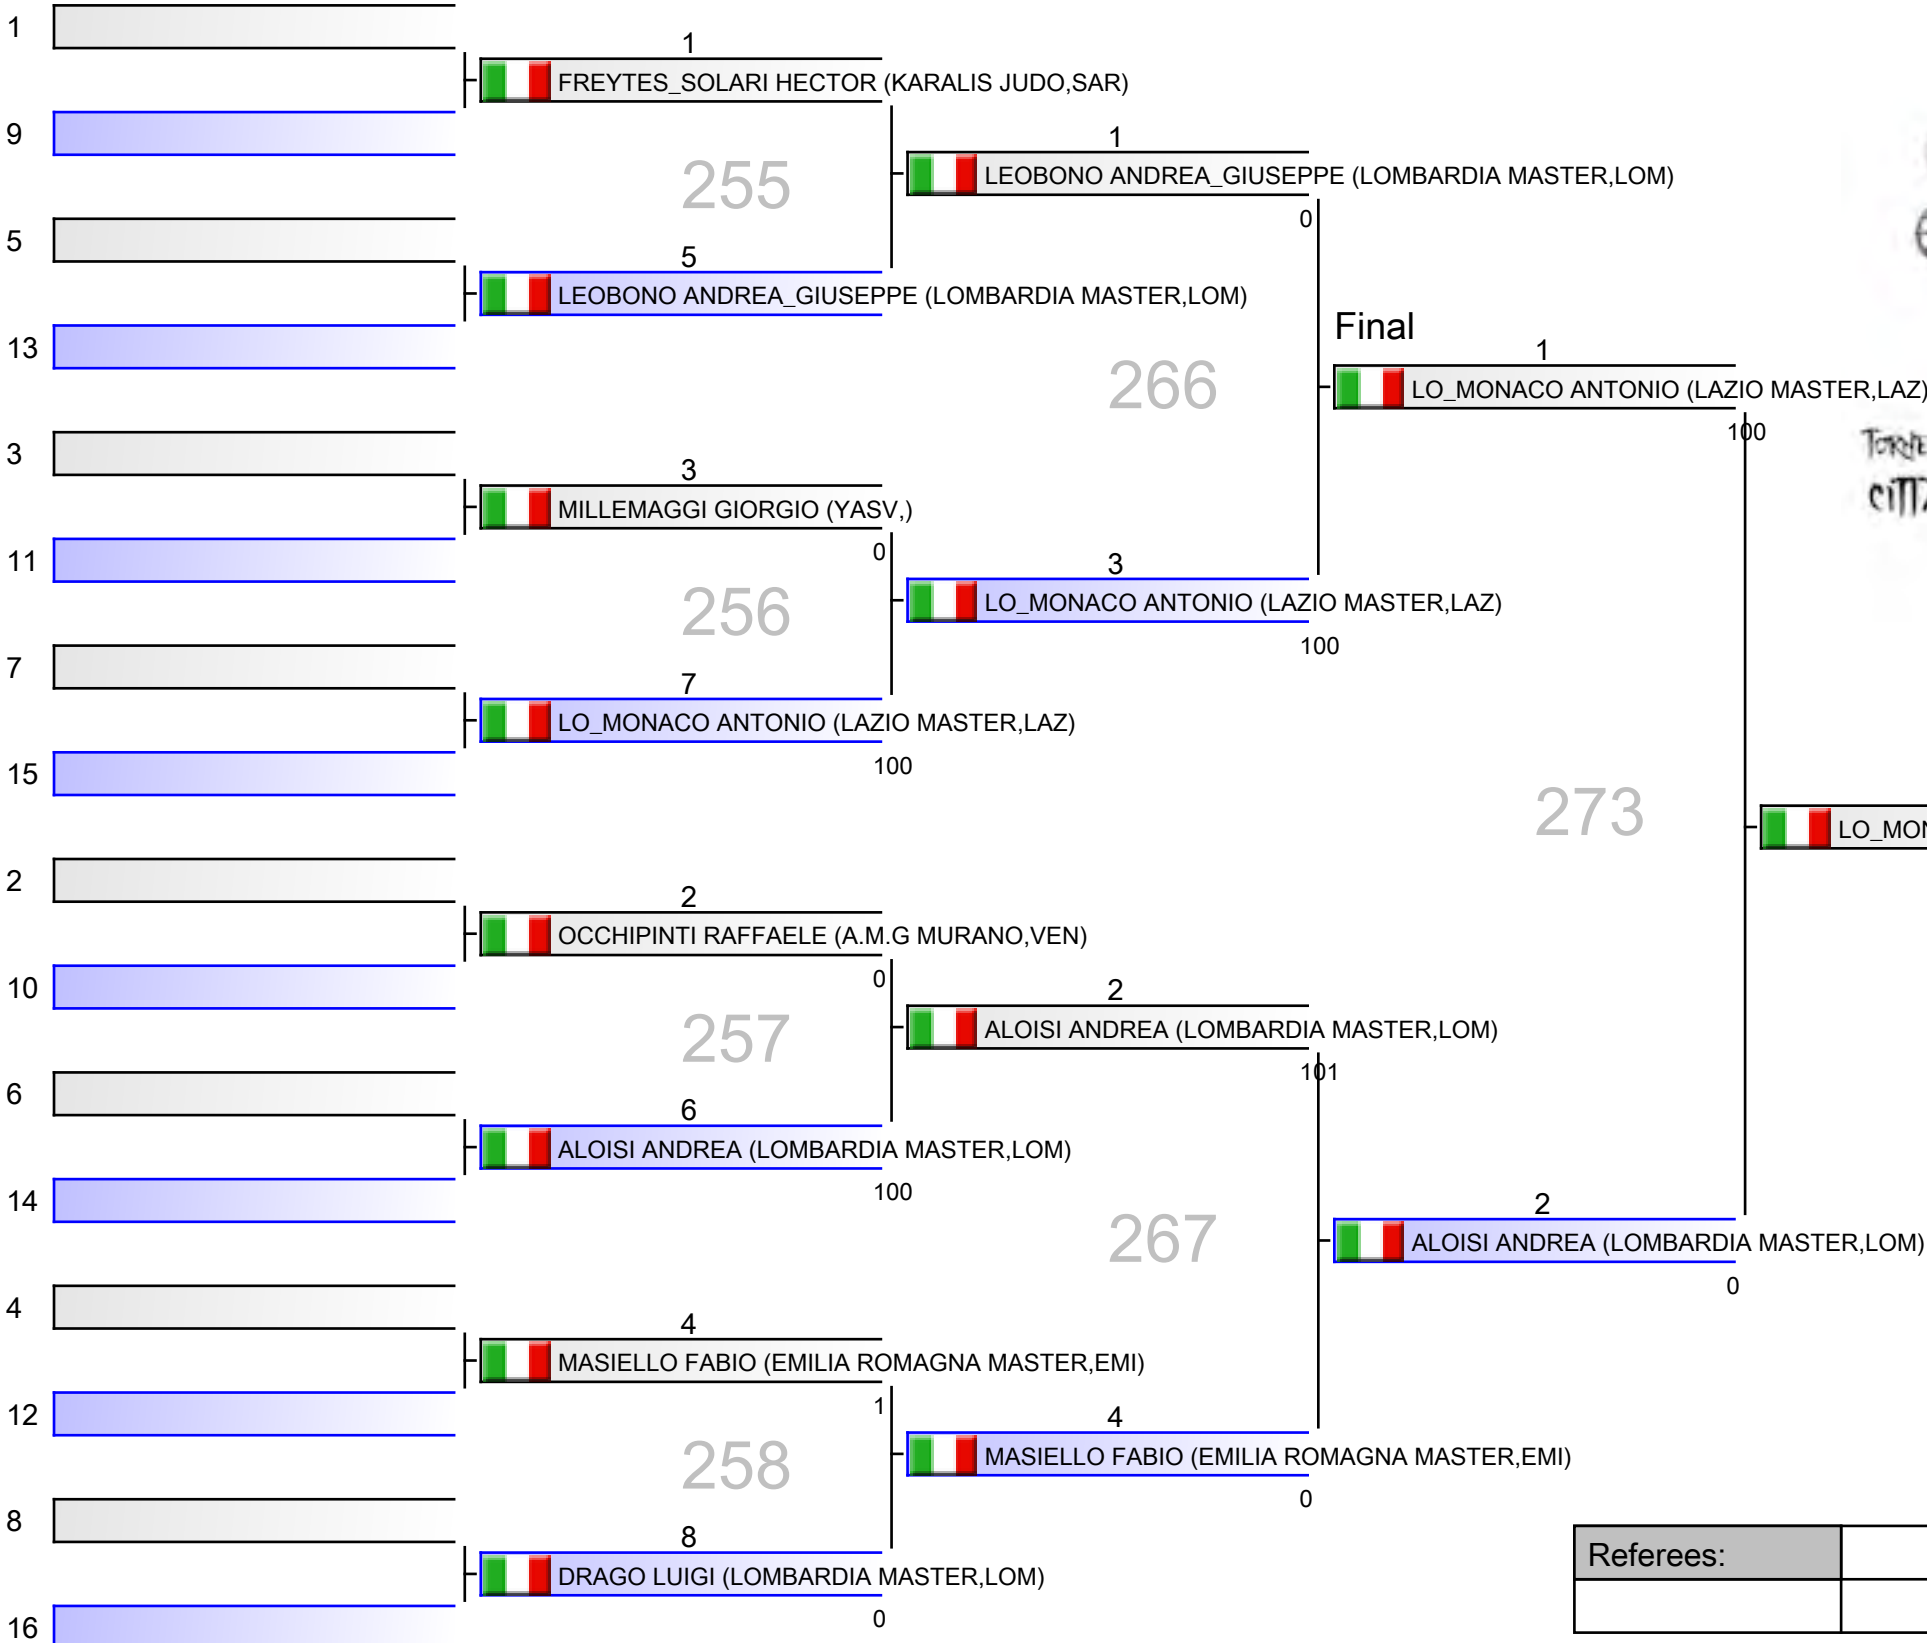 1
9
5
13
3
11
7
15
2
10
6
14
4
12
8
16
1
FREYTES_SOLARI HECTOR (KARALIS JUDO,SAR)
255
5
LEOBONO ANDREA_GIUSEPPE (LOMBARDIA MASTER,LOM)
3
MILLEMAGGI GIORGIO (YASV,)
0
256
7
LO_MONACO ANTONIO (LAZIO MASTER,LAZ)
100
2
OCCHIPINTI RAFFAELE (A.M.G MURANO,VEN)
0
257
6
ALOISI ANDREA (LOMBARDIA MASTER,LOM)
100
4
MASIELLO FABIO (EMILIA ROMAGNA MASTER,EMI)
1
258
8
DRAGO LUIGI (LOMBARDIA MASTER,LOM)
0
1
LEOBONO ANDREA_GIUSEPPE (LOMBARDIA MASTER,LOM)
0
266
3
LO_MONACO ANTONIO (LAZIO MASTER,LAZ)
100
2
ALOISI ANDREA (LOMBARDIA MASTER,LOM)
101
267
4
MASIELLO FABIO (EMILIA ROMAGNA MASTER,EMI)
0
Final
1
LO_MONACO ANTONIO (LAZIO MASTER,LAZ)
100
273
2
ALOISI ANDREA (LOMBARDIA MASTER,LOM)
0
LO_MON
Referees: